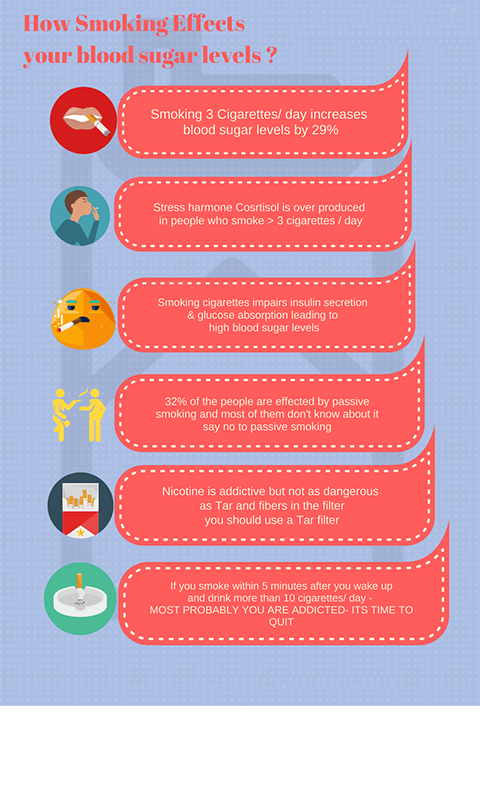 How Smoking Effects
your blood sugar levels ?
Smoking 3 Cigarettes/ day increases
blood sugar levels by 29%
Stress harmone Cosrtisol is over produced
in people who smoke > 3 cigarettes / day
Smoking cigarettes impairs insulin secretion
& glucose absorption leading to
high blood sugar levels
32% of the people are effected by passive
smoking and most of them don't know about it
say no to passive smoking
Nicotine is addictive but not as dangerous
as Tar and fibers in the filter
you should use a Tar filter
If you smoke within 5 minutes after you wake up
and drink more than 10 cigarettes/ day -
MOST PROBABLY YOU ARE ADDICTED- ITS TIME TO
QUIT